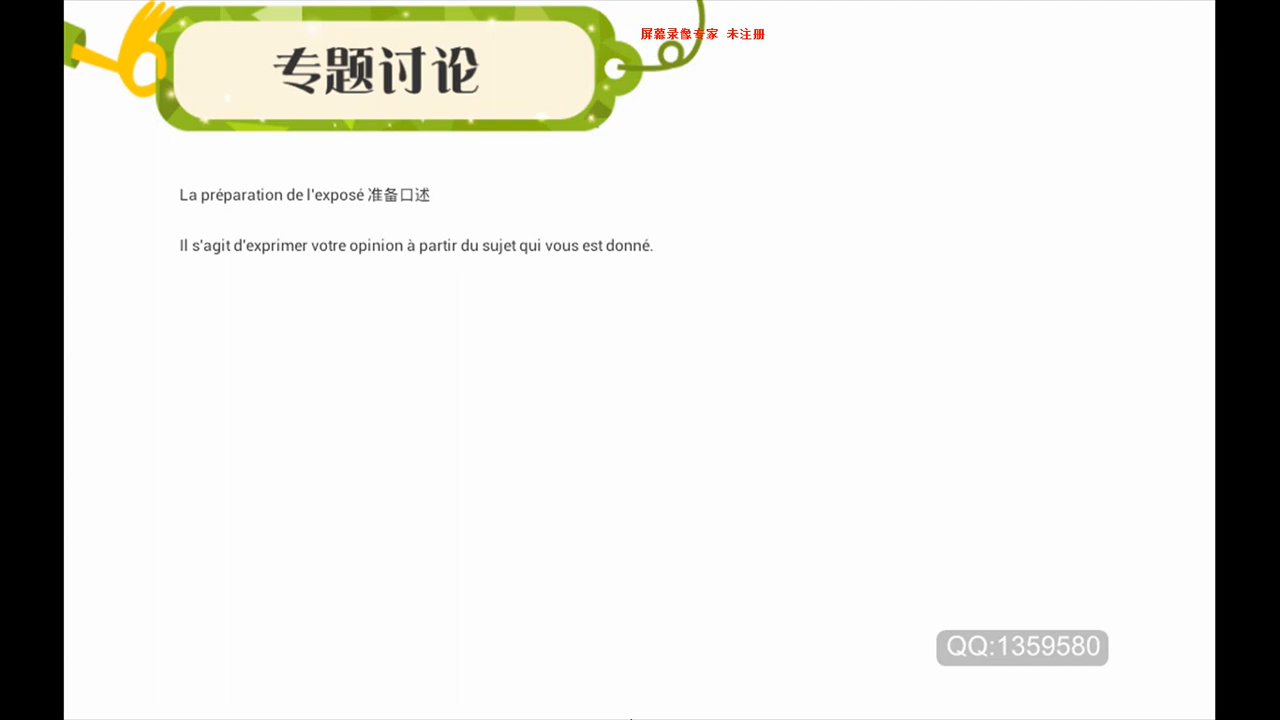 专题讨论
屏幕录像专家 未注册
La préparation de l'exposé 准备口述
Il s'agit d'exprimer votre opinion à partir du sujet qui vous est donné.
QQ:1359580